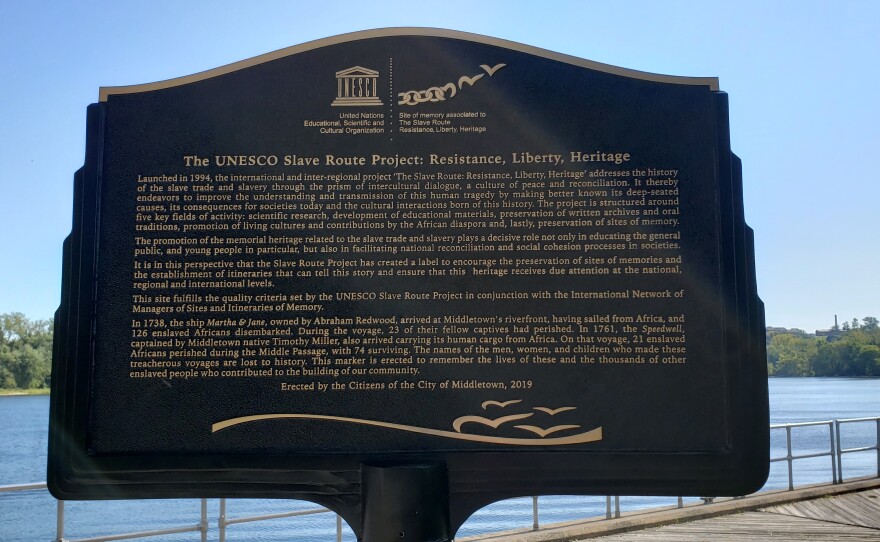 UNESCO
United Nations
Educational, Scientific and
Cultural Organization
Site of memory associated to
The Slave Route
Resistance, Liberty, Heritage
The UNESCO Slave Route Project: Resistance, Liberty, Heritage
Launched in 1994, the international and inter-regional project 'The Slave Route: Resistance, Liberty, Heritage' addresses the history
of the slave trade and slavery through the prism of intercultural dialogue, a culture of peace and reconciliation. It thereby
endeavors to improve the understanding and transmission of this human tragedy by making better known its deep-seated
causes, its consequences for societies today and the cultural interactions born of this history. The project is structured around
five key fields of activity: scientific research, development of educational materials, preservation of written archives and oral
traditions, promotion of living cultures and contributions by the African diaspora and, lastly, preservation of sites of memory.
The promotion of the memorial heritage related to the slave trade and slavery plays a decisive role not only in educating the general
public, and young people in particular, but also in facilitating national reconciliation and social cohesion processes in societies.
It is in this perspective that the Slave Route Project has created a label to encourage the preservation of sites of memories and
the establishment of itineraries that can tell this story and ensure that this heritage receives due attention at the national,
regional and international levels.
This site fulfills the quality criteria set by the UNESCO Slave Route Project in conjunction with the International Network of
Managers of Sites and Itineraries of Memory.
In 1738, the ship Martha & Jane, owned by Abraham Redwood, arrived at Middletown's riverfront, having sailed from Africa, and
126 enslaved Africans disembarked. During the voyage, 23 of their fellow captives had perished. In 1761, the Speedwell,
captained by Middletown native Timothy Miller, also arrived carrying its human cargo from Africa. On that voyage, 21 enslaved
Africans perished during the Middle Passage, with 74 surviving. The names of the men, women, and children who made these
treacherous voyages are lost to history. This marker is erected to remember the lives of these and the thousands of other
enslaved people who contributed to the building of our community.
Erected by the Citizens of the City of Middletown, 2019